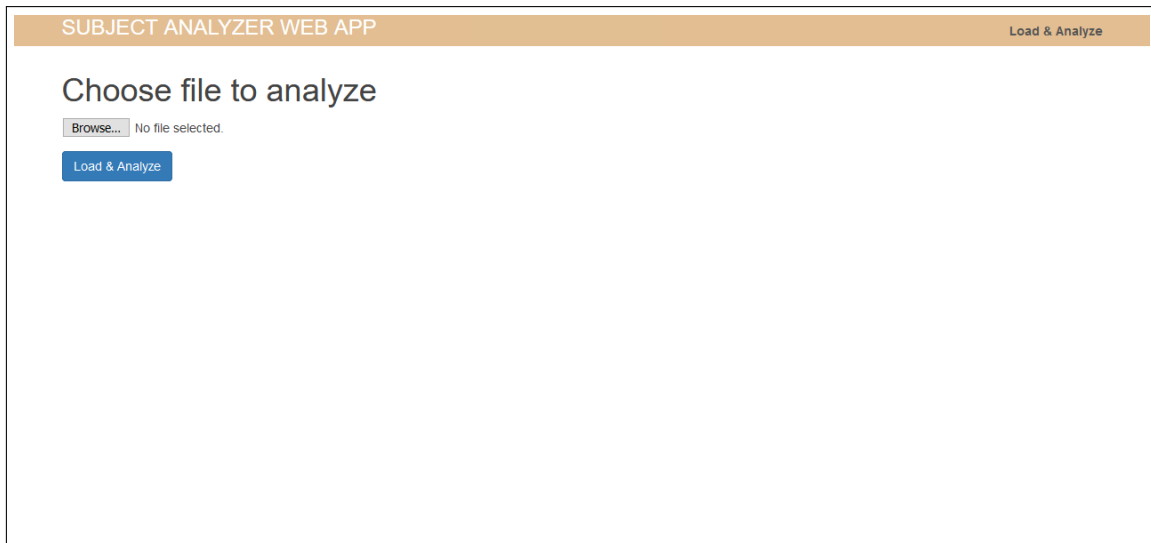 SUBJECT ANALYZER WEB APP
Load & Analyze
Choose file to analyze
Browse... No file selected.
Load & Analyze